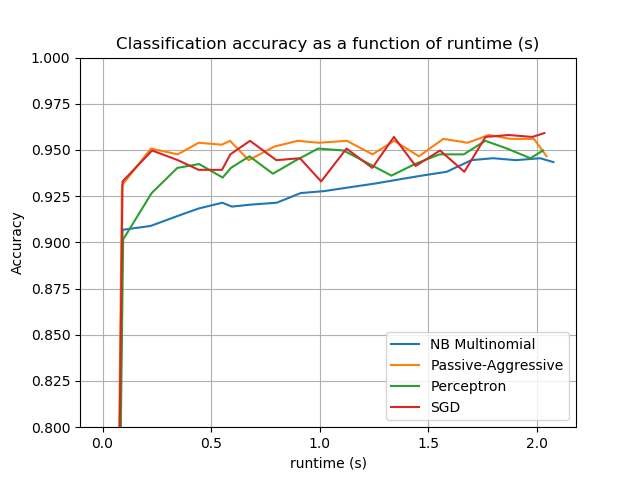 Classification accuracy as a function of runtime (s)
1.000
0.975
0.950
0.925
0.900
0.875
0.850
0.825
0.800
Accuracy
NB Multinomial
Passive-Aggressive
Perceptron
SGD
0.0 0.5 1.0 1.5 2.0
runtime (s)